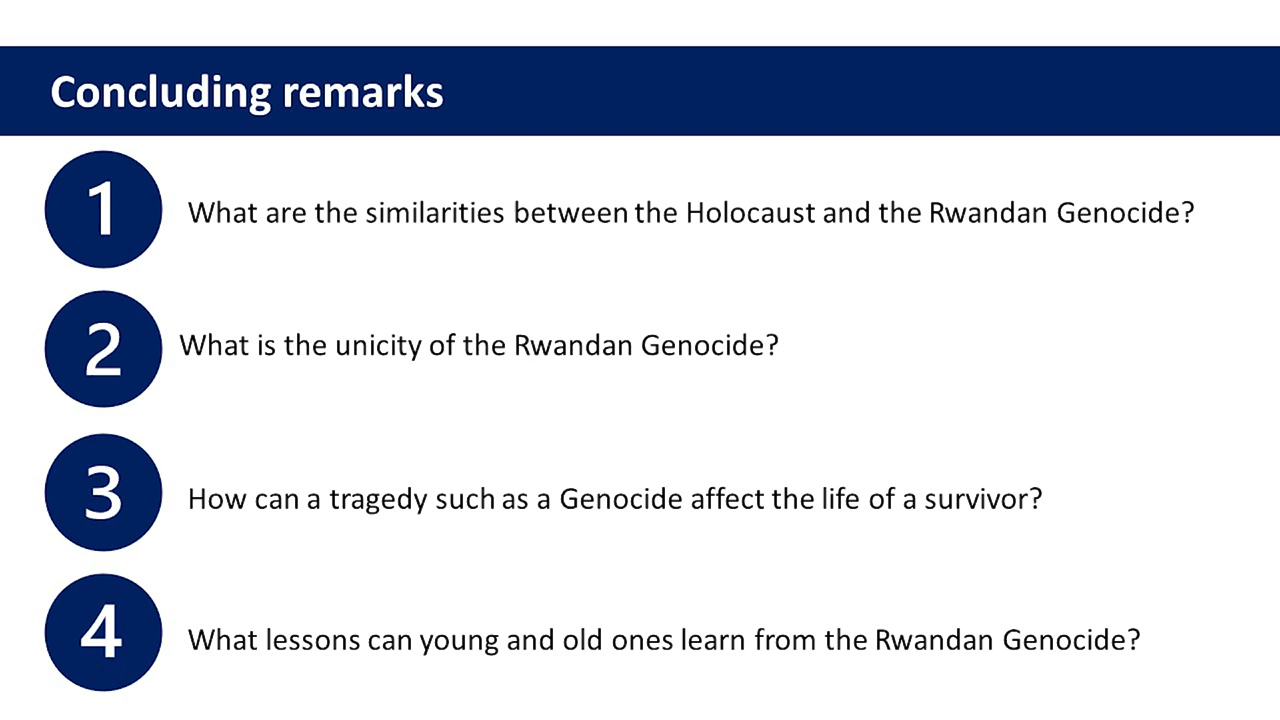 Concluding remarks
1 What are the similarities between the Holocaust and the Rwandan Genocide?
2 What is the unicity of the Rwandan Genocide?
3 How can a tragedy such as a Genocide affect the life of a survivor?
4 What lessons can young and old ones learn from the Rwandan Genocide?